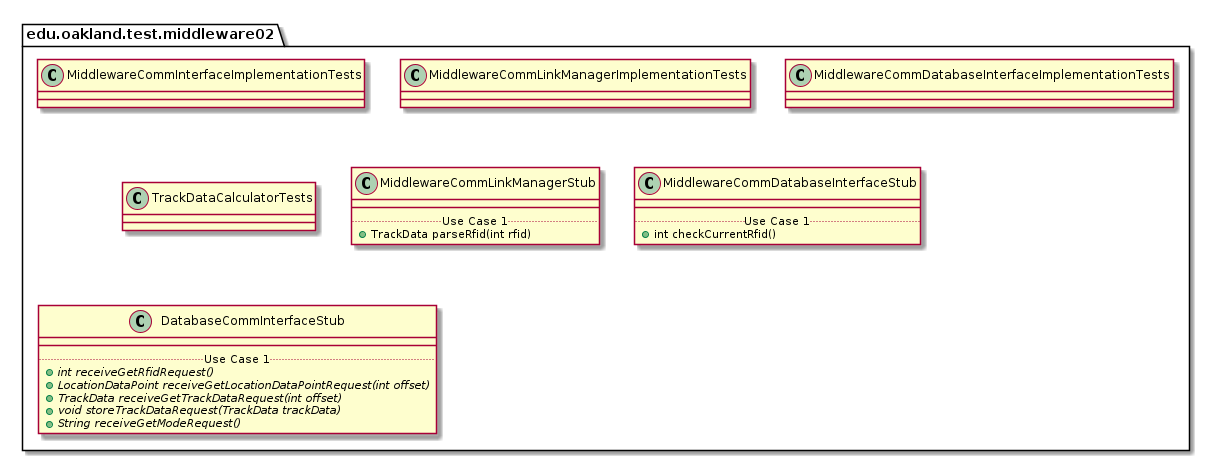 edu.oakland.test.middleware02
C MiddlewareCommInterfaceImplementationTests
C MiddlewareCommLinkManagerImplementationTests
C MiddlewareCommDatabaseInterfaceImplementationTests
C TrackDataCalculatorTests
C MiddlewareCommLinkManagerStub
Use Case 1
TrackData parseRfid(int rfid)
C MiddlewareCommDatabaseInterfaceStub
Use Case 1
int checkCurrentRfid()
C DatabaseCommInterfaceStub
Use Case 1
int receiveGetRfidRequest()
LocationDataPoint receiveGetLocationDataPointRequest(int offset)
TrackData receiveGetTrackDataRequest(int offset)
void storeTrackDataRequest(TrackData trackData)
String receiveGetModeRequest()